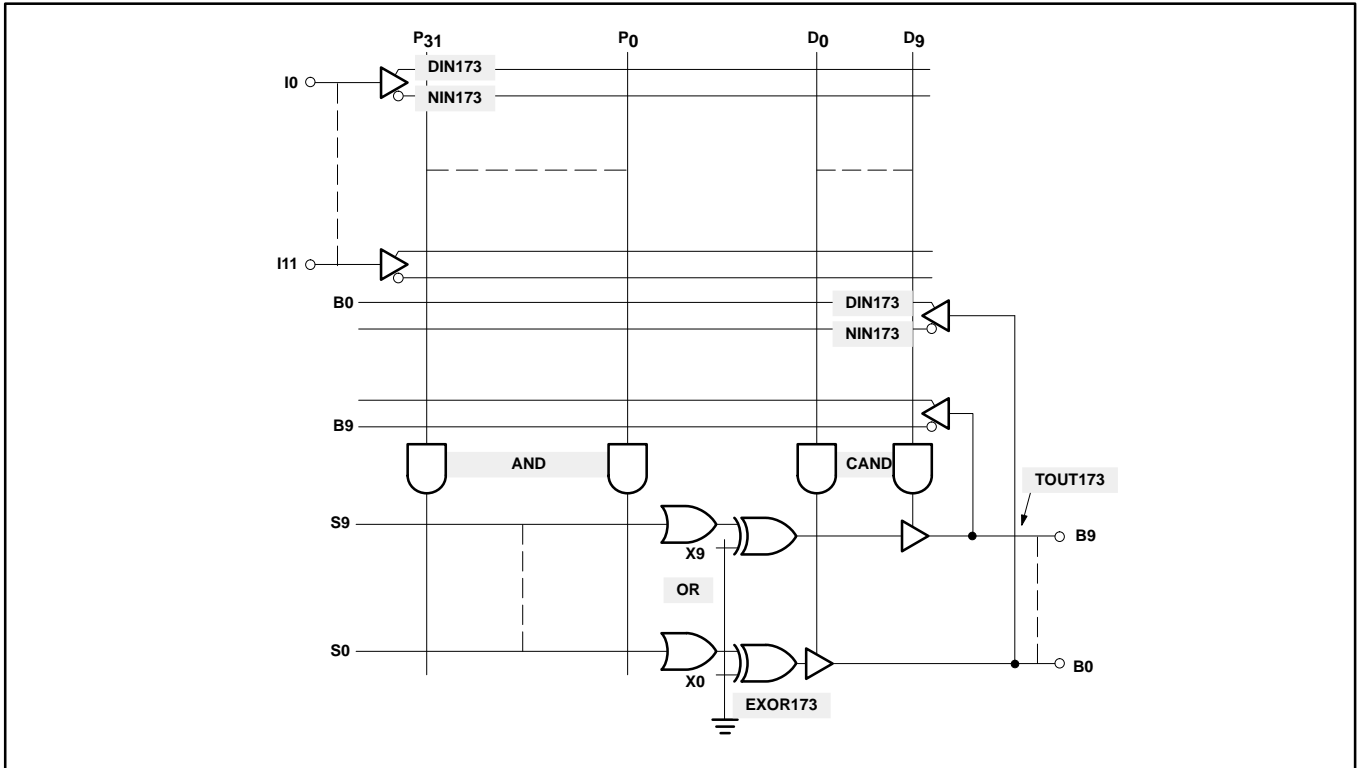 P31 P0 D0 D9
DIN173
I0
NIN173
I11
B0 DIN173
NIN173
B9
AND CAND
TOUT173
S9
B9
X9
OR
S0
B0
X0
EXOR173